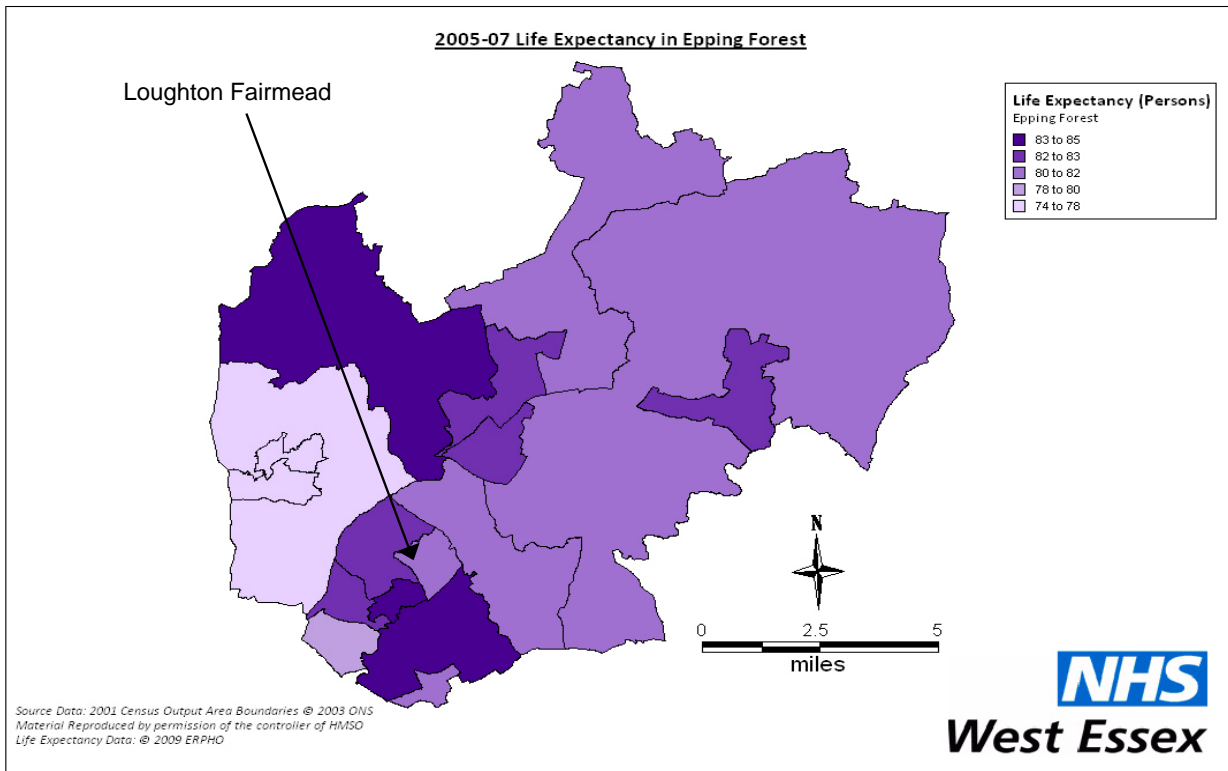 2005-07 Life Expectancy in Epping Forest
Loughton Fairmead
Life Expectancy (Persons)
Epping Forest
83 to 85
82 to 83
80 to 82
78 to 80
74 to 78
N
0 2.5 5
miles
NHS
West Essex
Source Data: 2001 Census Output Area Boundaries © 2003 ONS
Material Reproduced by permission of the controller of HMSO
Life Expectancy Data: © 2009 ERPHO